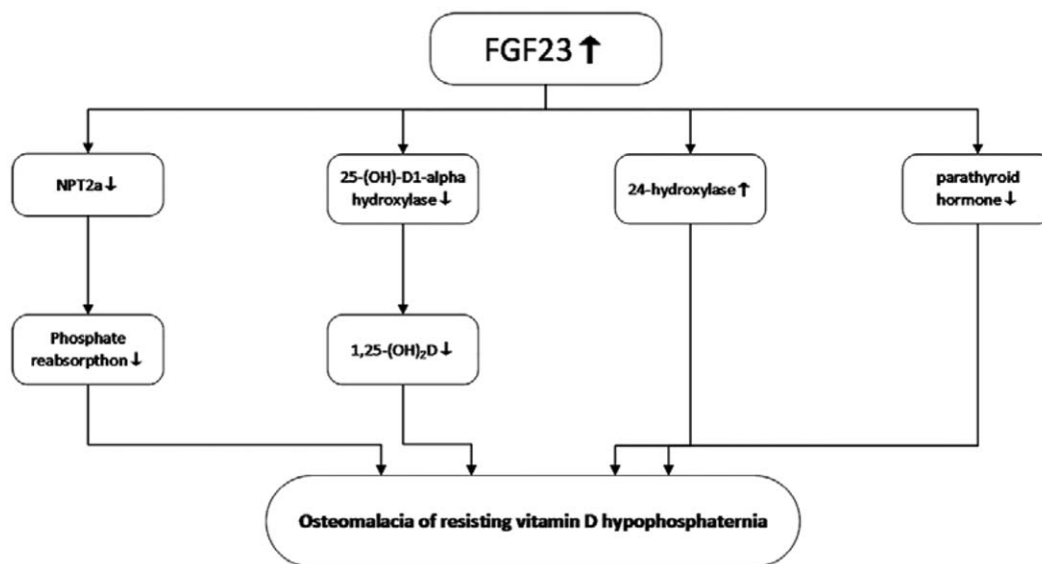 FGF23↑
NPT2a↓
25-(OH)-D1-alpha
hydroxylase↓
24-hydroxylase↑
parathyroid
hormone↓
Phosphate
reabsorpthon↓
1,25-(OH)₂D↓
Osteomalacia of resisting vitamin D hypophosphaternia